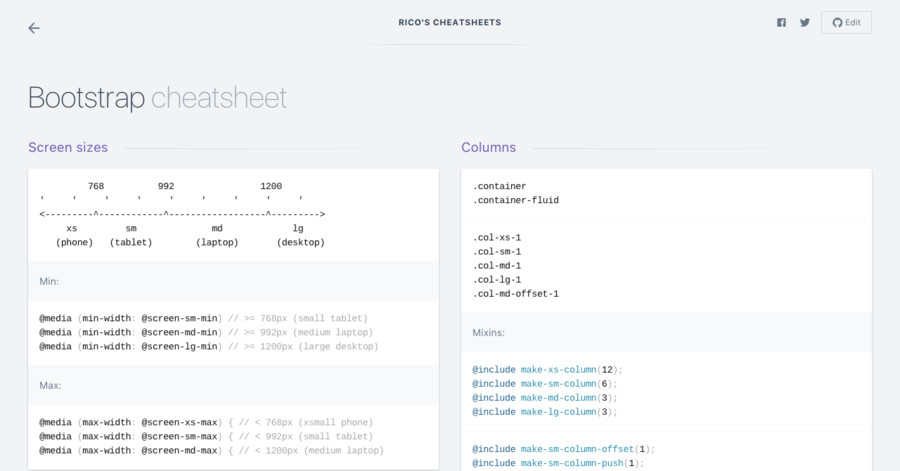 RICO'S CHEATSHEETS
Edit
Bootstrap cheatsheet
Screen sizes
768 992 1200
' ' ' ' ' ' ' ' '
<---------^------------^------------------^--------->
xs sm md lg
(phone) (tablet) (laptop) (desktop)
Min:
@media (min-width: @screen-sm-min) // >= 768px (small tablet)
@media (min-width: @screen-md-min) // >= 992px (medium laptop)
@media (min-width: @screen-lg-min) // >= 1200px (large desktop)
Max:
@media (max-width: @screen-xs-max) { // < 768px (xsmall phone)
@media (max-width: @screen-sm-max) { // < 992px (small tablet)
@media (max-width: @screen-md-max) { // < 1200px (medium laptop)
Columns
.container
.container-fluid
.col-xs-1
.col-sm-1
.col-md-1
.col-lg-1
.col-md-offset-1
Mixins:
@include make-xs-column(12);
@include make-sm-column(6);
@include make-md-column(3);
@include make-lg-column(3);
@include make-sm-column-offset(1);
@include make-sm-column-push(1);